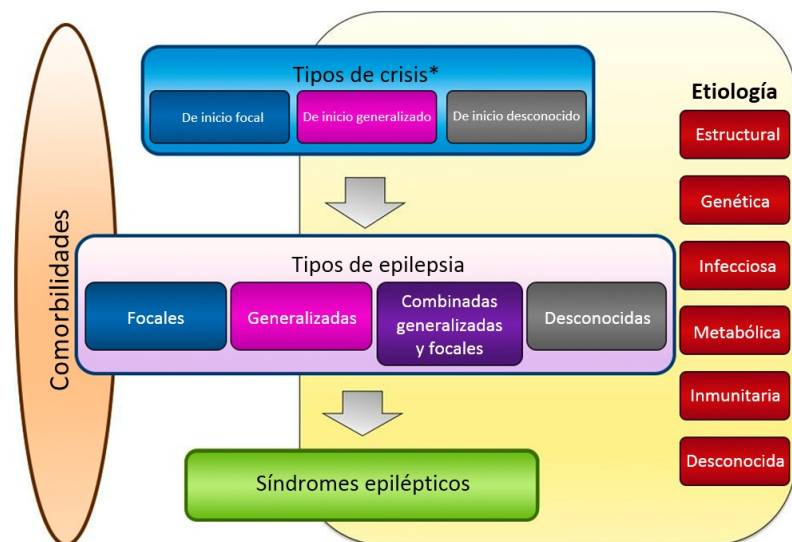 Tipos de crisis*
De inicio focal
De inicio generalizado
De inicio desconocido
Etiología
Estructural
Genética
Infecciosa
Metabólica
Inmunitaria
Desconocida
Comorbilidades
Tipos de epilepsia
Focales
Generalizadas
Combinadas
generalizadas
y focales
Desconocidas
Síndromes epilépticos